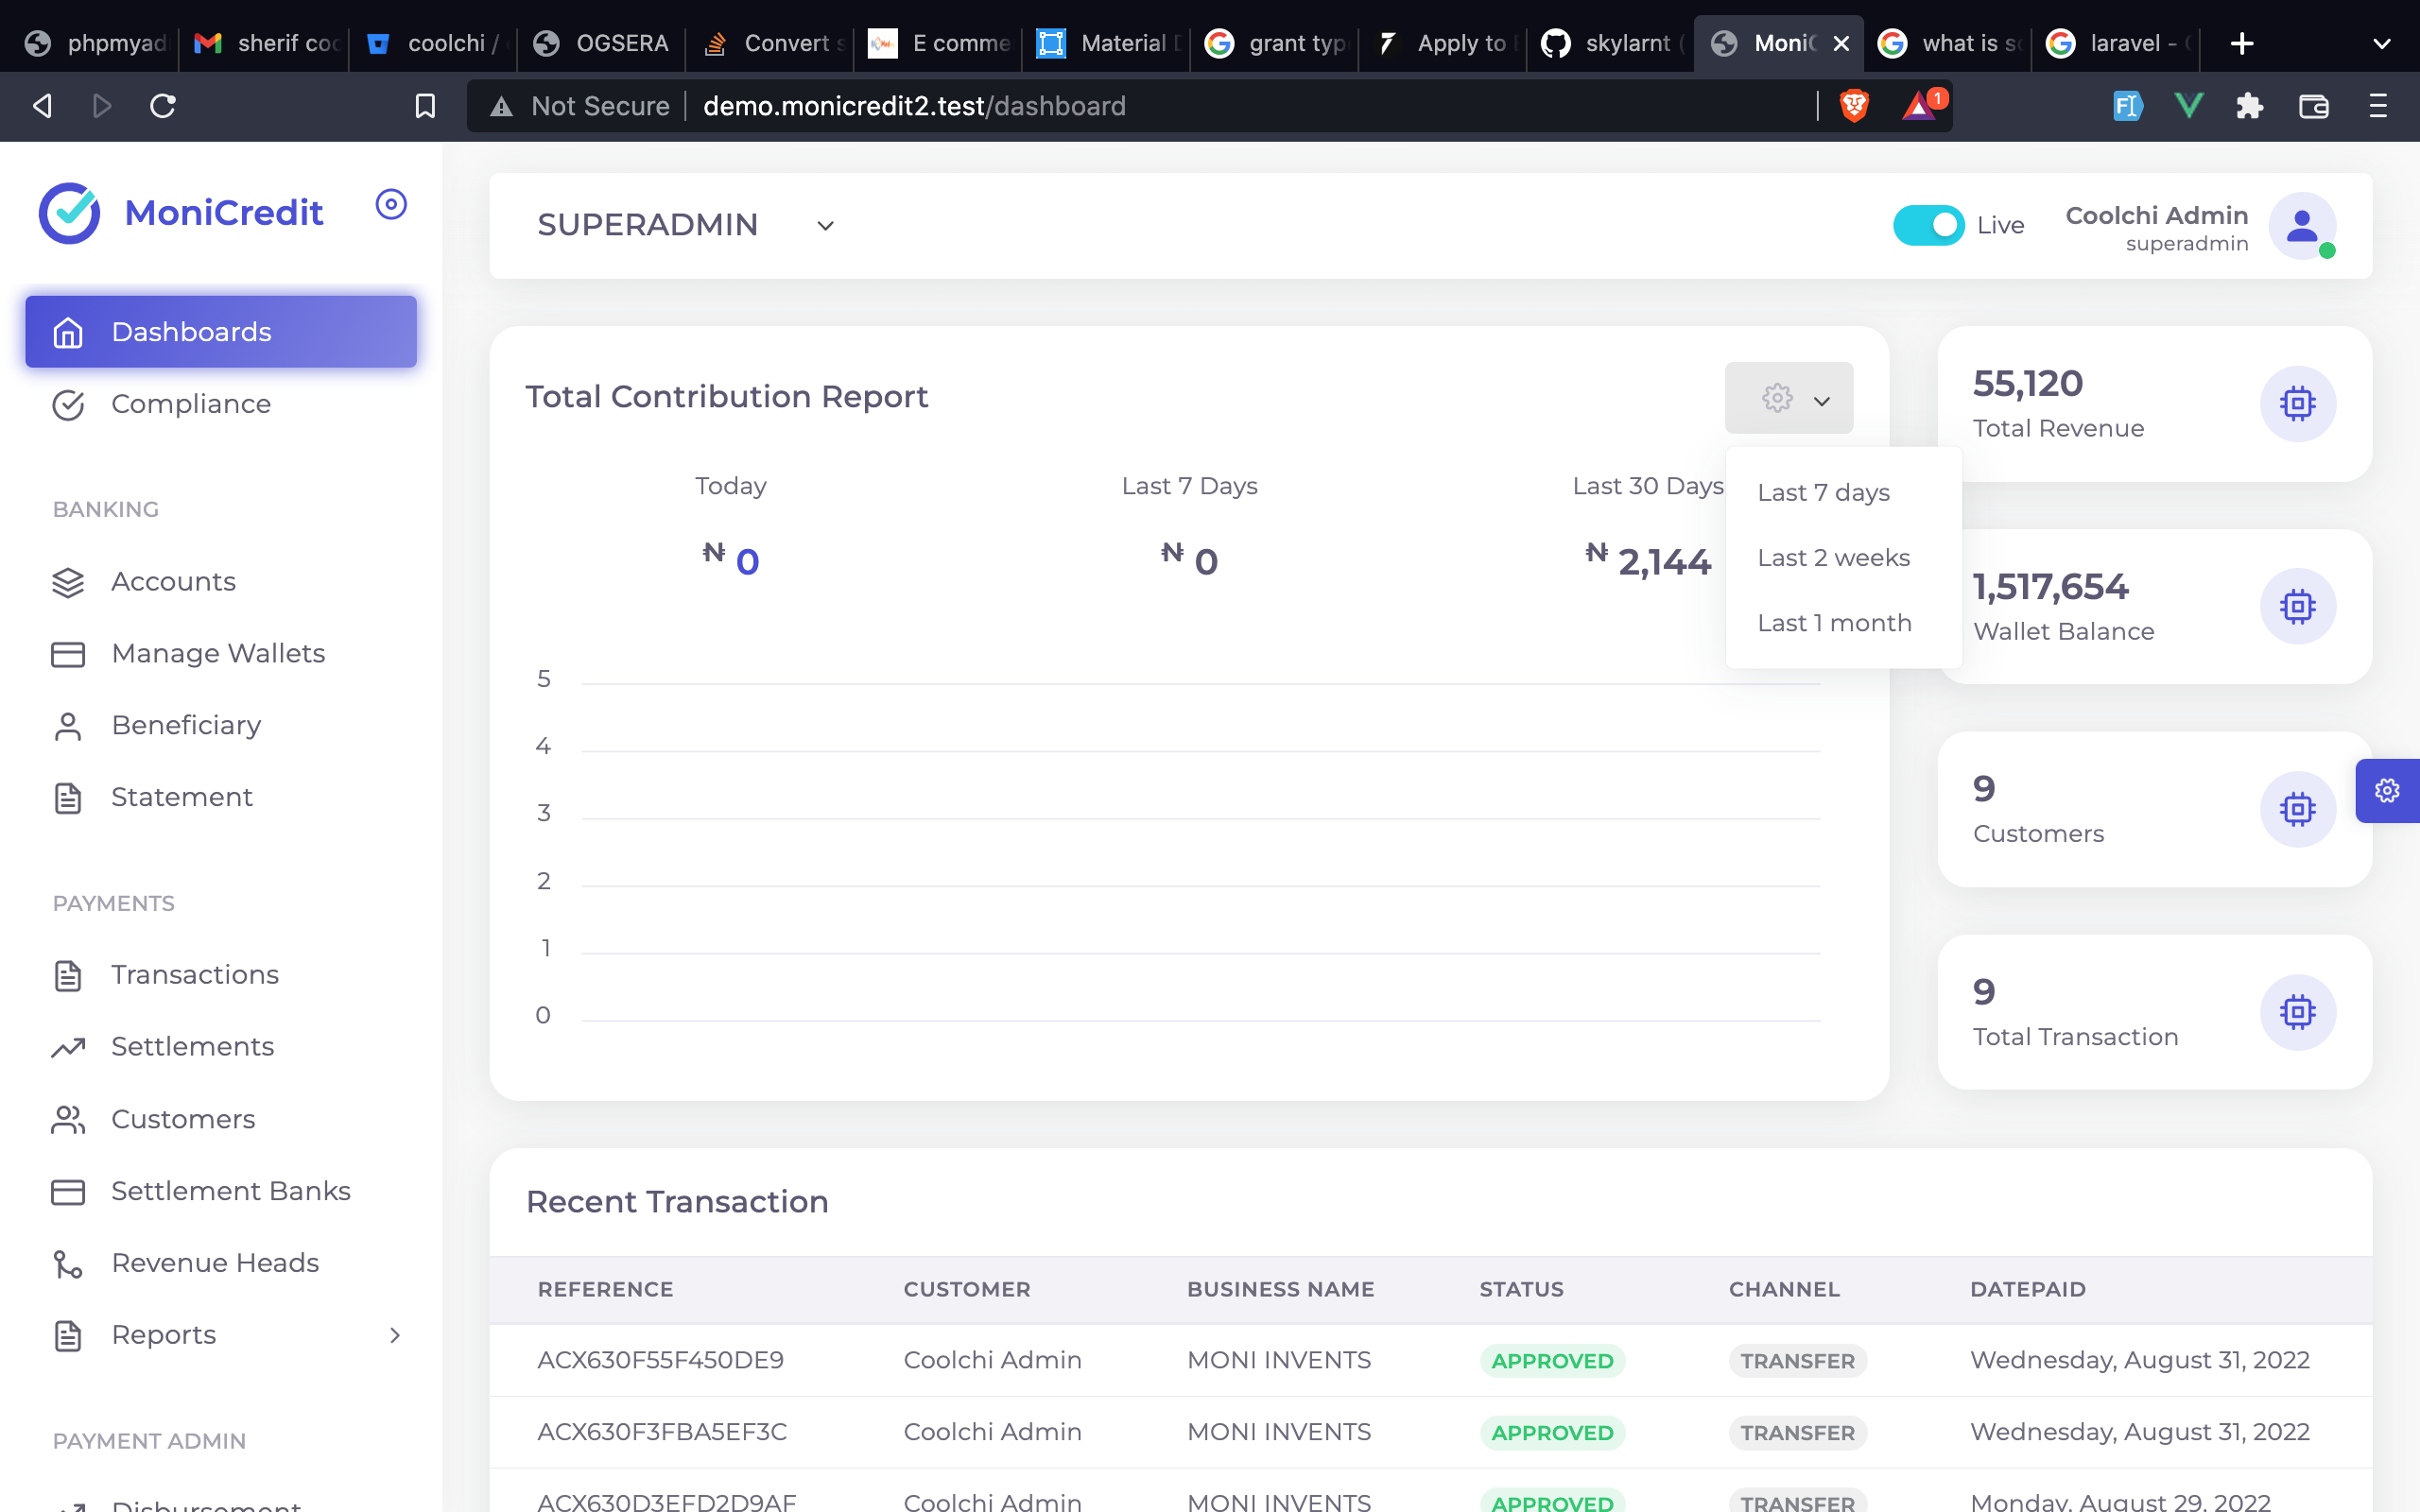 phpmyad
sherif coo
coolchi /
OGSERA
Convert s
E comme
Material D
grant typ
Apply to
skylarnt (
MoniC
what is so
laravel -
Not Secure
demo.monicredit2.test/dashboard
1
MoniCredit
SUPERADMIN
Live
Coolchi Admin
superadmin
Dashboards
Compliance
BANKING
Accounts
Manage Wallets
Beneficiary
Statement
PAYMENTS
Transactions
Settlements
Customers
Settlement Banks
Revenue Heads
Reports
PAYMENT ADMIN
Disbursement
Total Contribution Report
Today
Last 7 Days
Last 30 Days
₦ 0
₦ 0
₦ 2,144
Last 7 days
Last 2 weeks
Last 1 month
5
4
3
2
1
0
55,120
Total Revenue
1,517,654
Wallet Balance
9
Customers
9
Total Transaction
Recent Transaction
REFERENCE CUSTOMER BUSINESS NAME STATUS CHANNEL DATEPAID
ACX630F55F450DE9 Coolchi Admin MONI INVENTS APPROVED TRANSFER Wednesday, August 31, 2022
ACX630F3FBA5EF3C Coolchi Admin MONI INVENTS APPROVED TRANSFER Wednesday, August 31, 2022
ACX630D3EFD2D9AF Coolchi Admin MONI INVENTS APPROVED TRANSFER Monday, August 29, 2022